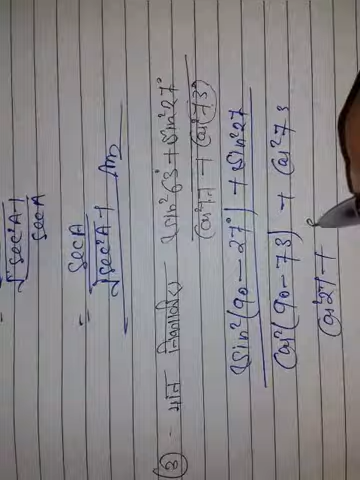 √sec²A-1
secA
= secA
√sec²A-1 Ans
(3) - मान निकालिए sin²63° + sin²27°
cos²17 + cos²73°
sin²(90-27°) + sin²27
cos²(90-73) + cos²73
cos27 +